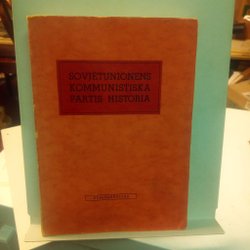 SOVJETUNIONENS
KOMMUNISTISKA
PARTIS HISTORIA